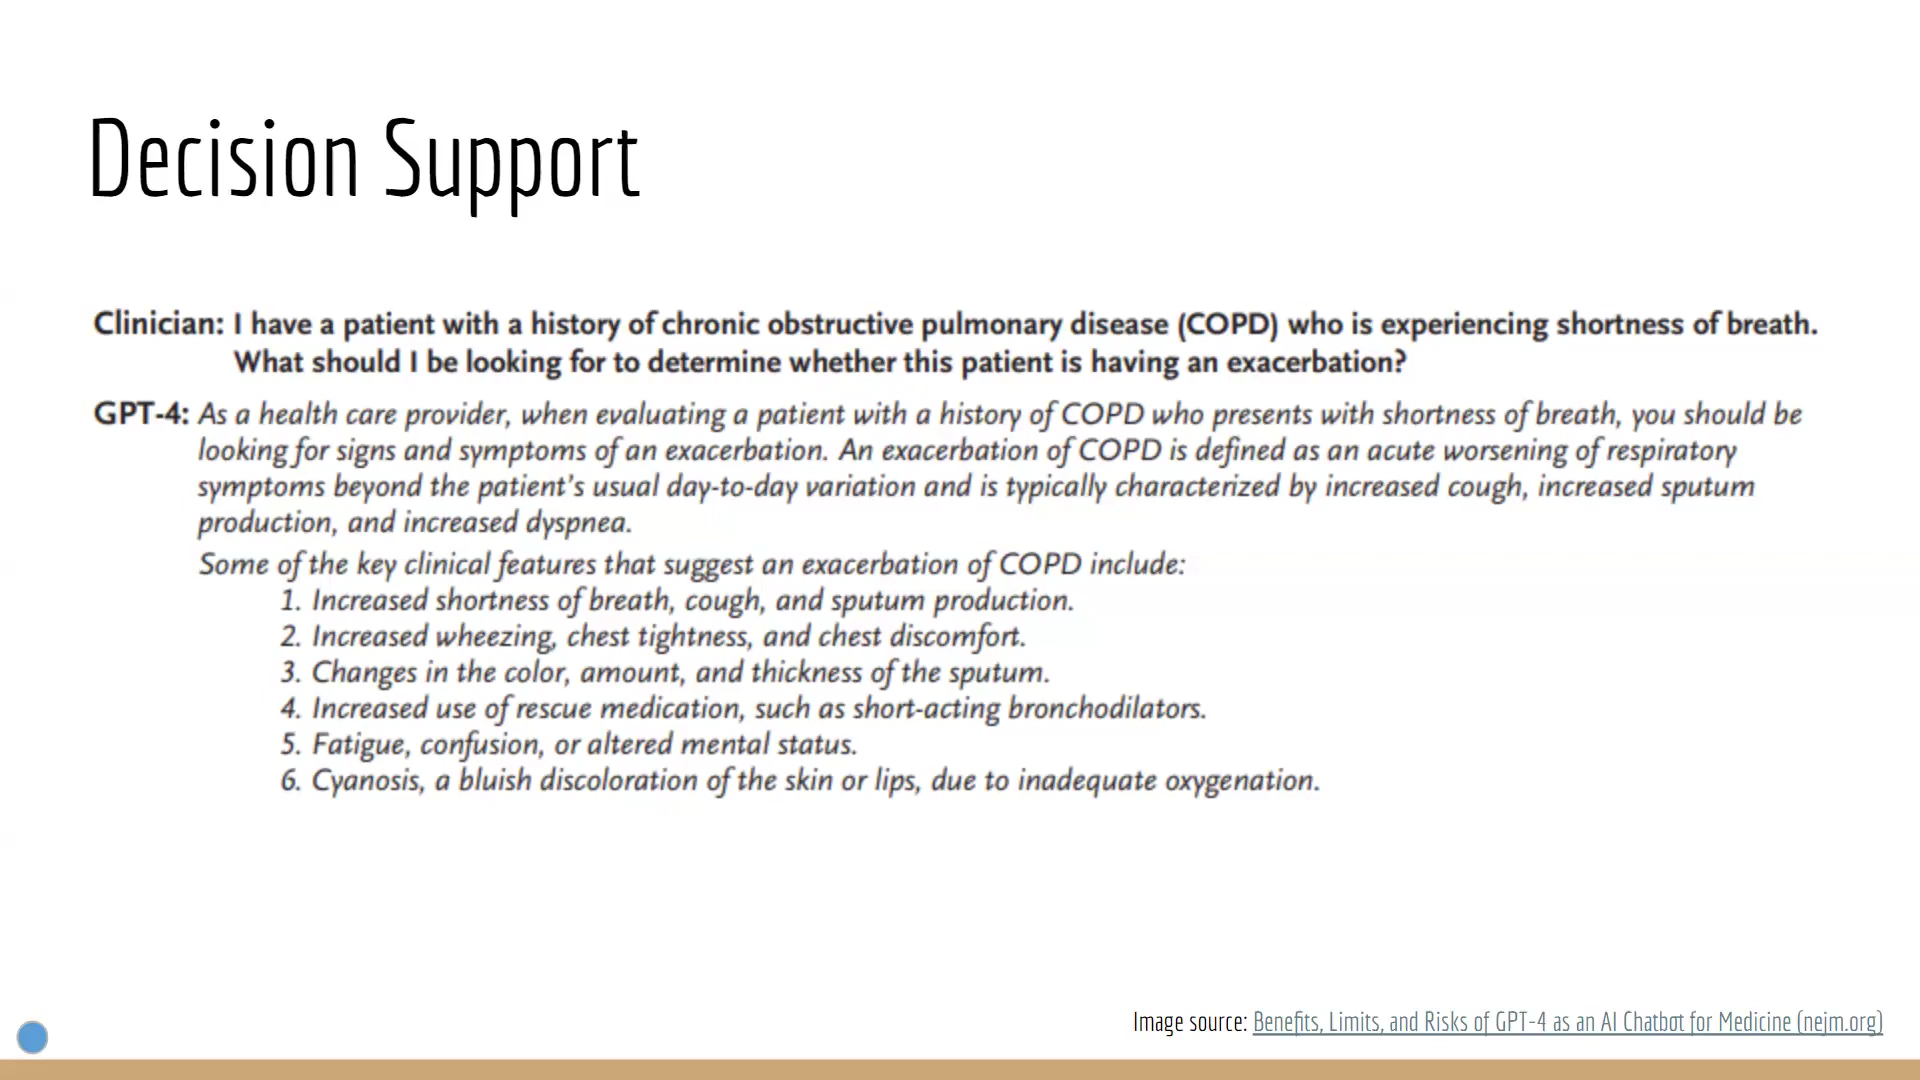 Decision Support
Clinician: I have a patient with a history of chronic obstructive pulmonary disease (COPD) who is experiencing shortness of breath.
What should I be looking for to determine whether this patient is having an exacerbation?
GPT-4: As a health care provider, when evaluating a patient with a history of COPD who presents with shortness of breath, you should be
looking for signs and symptoms of an exacerbation. An exacerbation of COPD is defined as an acute worsening of respiratory
symptoms beyond the patient's usual day-to-day variation and is typically characterized by increased cough, increased sputum
production, and increased dyspnea.
Some of the key clinical features that suggest an exacerbation of COPD include:
1. Increased shortness of breath, cough, and sputum production.
2. Increased wheezing, chest tightness, and chest discomfort.
3. Changes in the color, amount, and thickness of the sputum.
4. Increased use of rescue medication, such as short-acting bronchodilators.
5. Fatigue, confusion, or altered mental status.
6. Cyanosis, a bluish discoloration of the skin or lips, due to inadequate oxygenation.
Image source: Benefits, Limits, and Risks of GPT-4 as an AI Chatbot for Medicine (nejm.org)